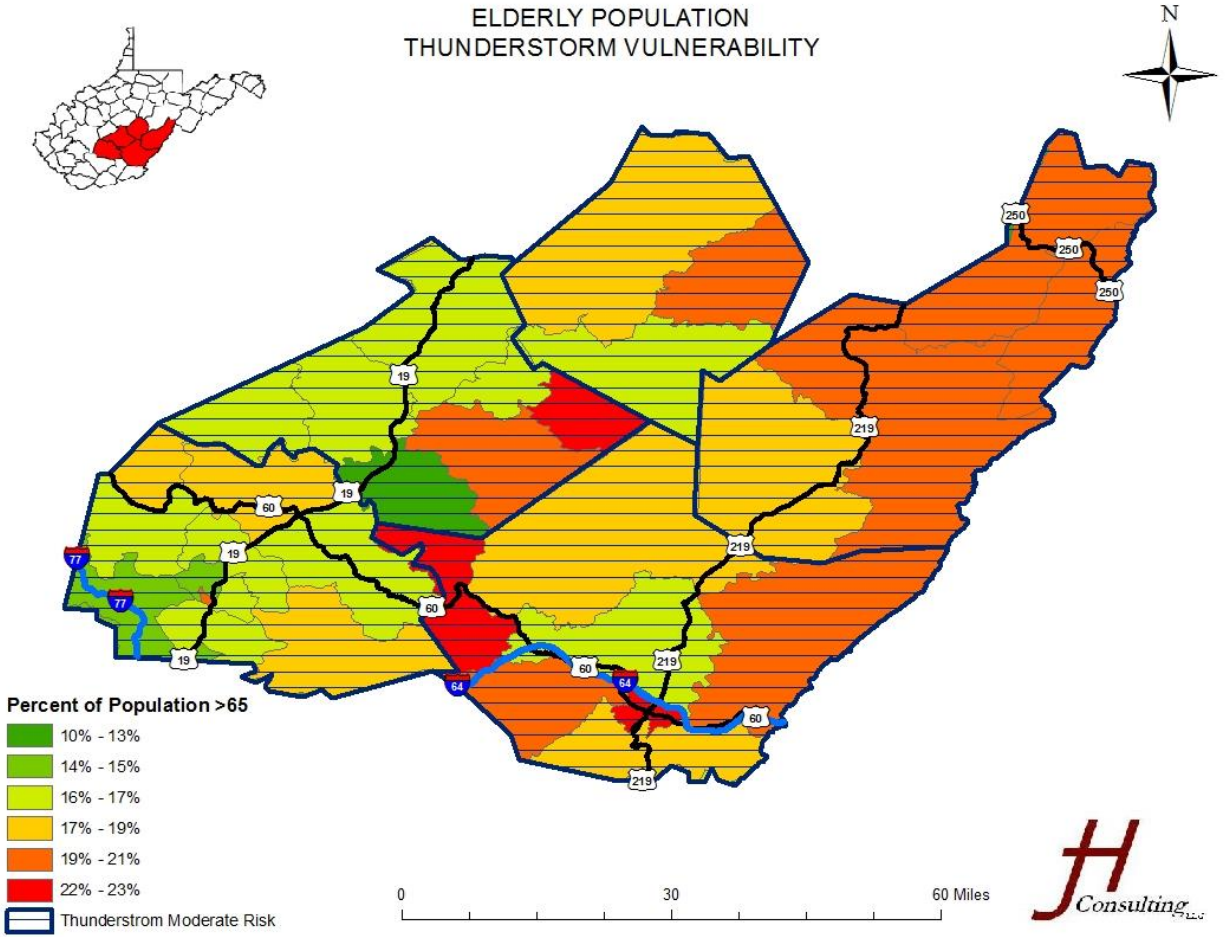 ELDERLY POPULATION
THUNDERSTORM VULNERABILITY
N
250
250
250
19
219
19
60
219
19
77
77
60
19
60
219
64
64
60
219
Percent of Population >65
10% - 13%
14% - 15%
16% - 17%
17% - 19%
19% - 21%
22% - 23%
Thunderstrom Moderate Risk
0 30 60 Miles
JH
Consulting, LLC